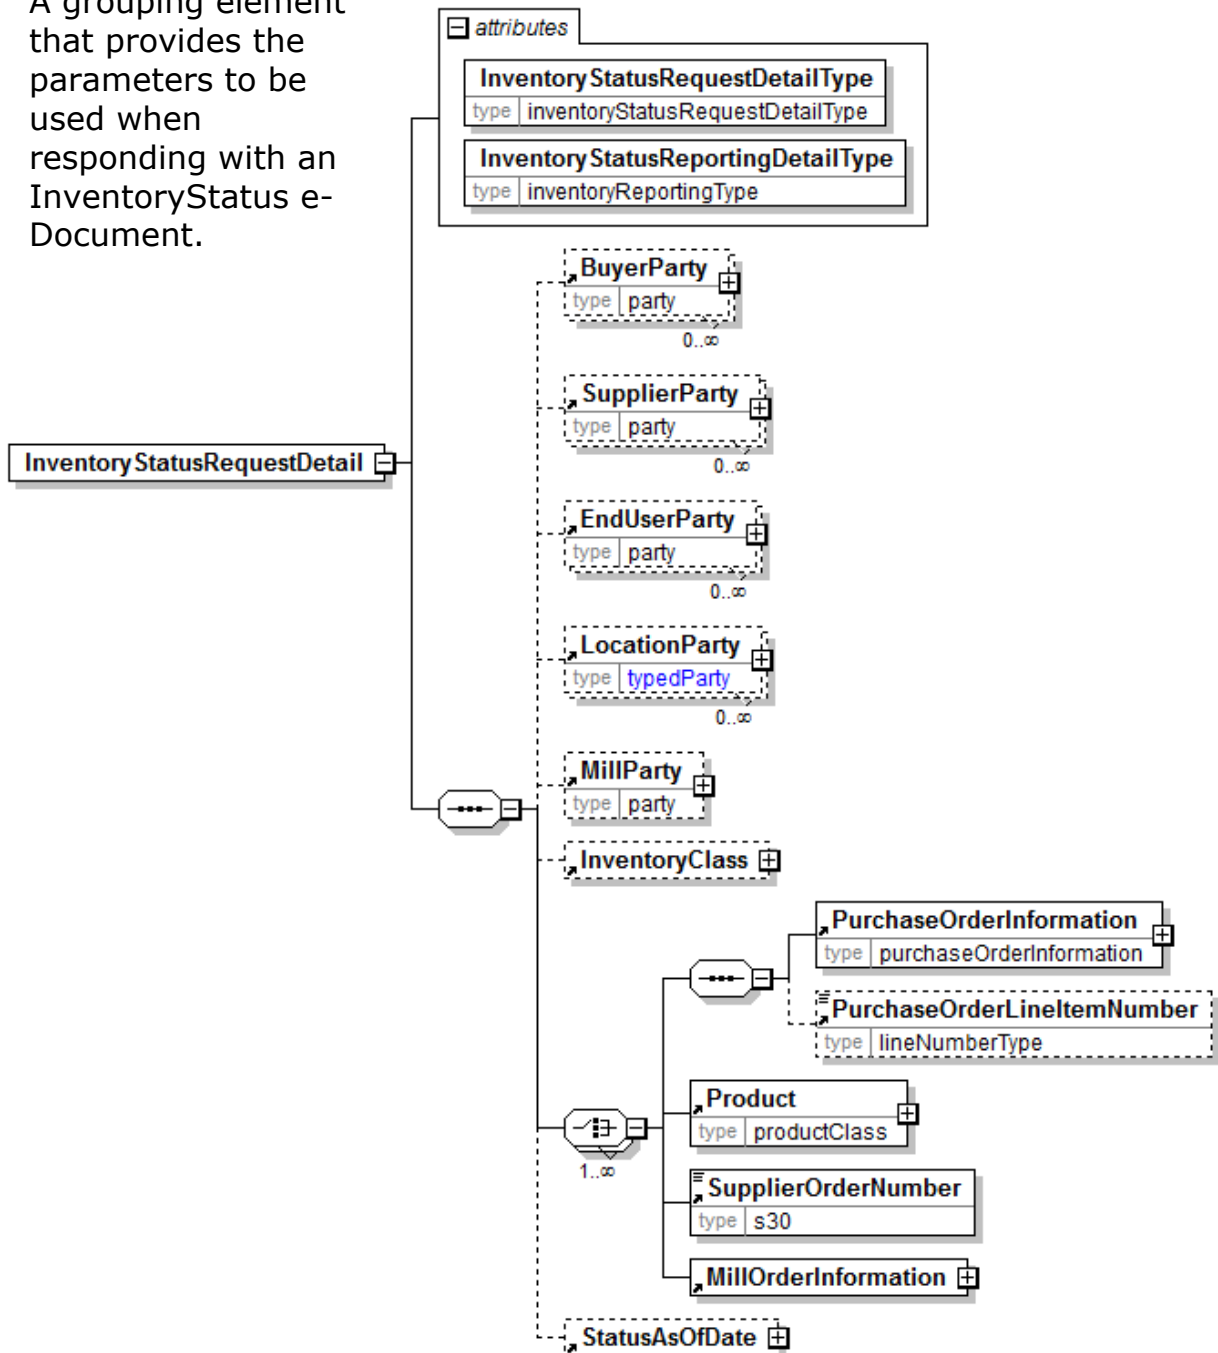 A grouping element
that provides the
parameters to be
used when
responding with an
InventoryStatus e-
Document.
attributes
InventoryStatusRequestDetailType
type inventoryStatusRequestDetailType
InventoryStatusReportingDetailType
type inventoryReportingType
BuyerParty
type party
0..∞
SupplierParty
type party
0..∞
InventoryStatusRequestDetail
EndUserParty
type party
0..∞
LocationParty
type typedParty
0..∞
MillParty
type party
InventoryClass
PurchaseOrderInformation
type purchaseOrderInformation
PurchaseOrderLineItemNumber
type lineNumberType
Product
type productClass
1..∞
SupplierOrderNumber
type s30
MillOrderInformation
StatusAsOfDate